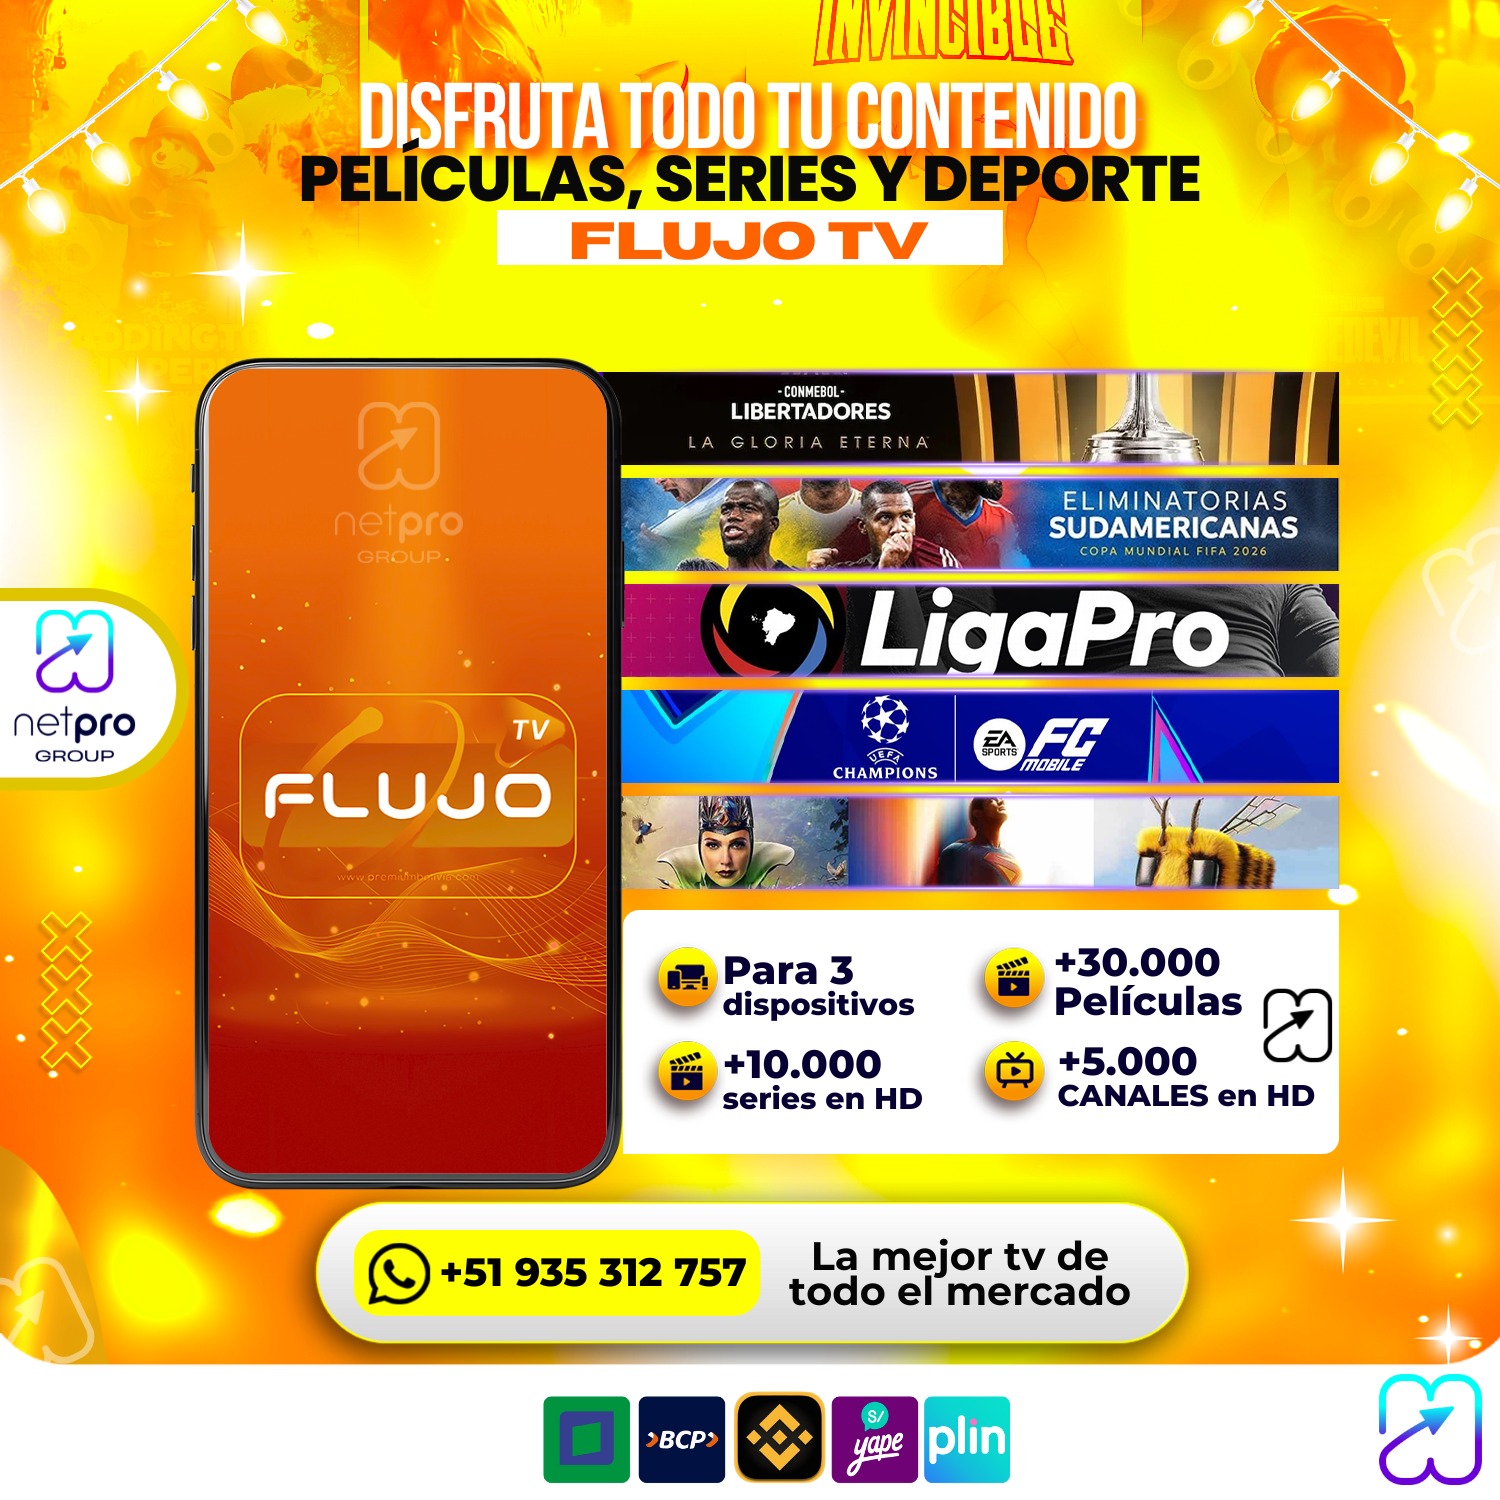 INVINCIBLE
DISFRUTA TODO TU CONTENIDO
PELÍCULAS, SERIES Y DEPORTE
FLUJO TV
netpro
GROUP
- CONMEBOL -
LIBERTADORES
LA GLORIA ETERNA
ELIMINATORIAS
SUDAMERICANAS
COPA MUNDIAL FIFA 2026
LigaPro
netpro
GROUP
TV
FLUJO
www.premiumbolivia.com
UEFA
CHAMPIONS
EA
SPORTS
FC
MOBILE
Para 3
dispositivos
+30.000
Películas
+10.000
series en HD
+5.000
CANALES en HD
+51 935 312 757
La mejor tv de
todo el mercado
BCP
S/
yape
plin